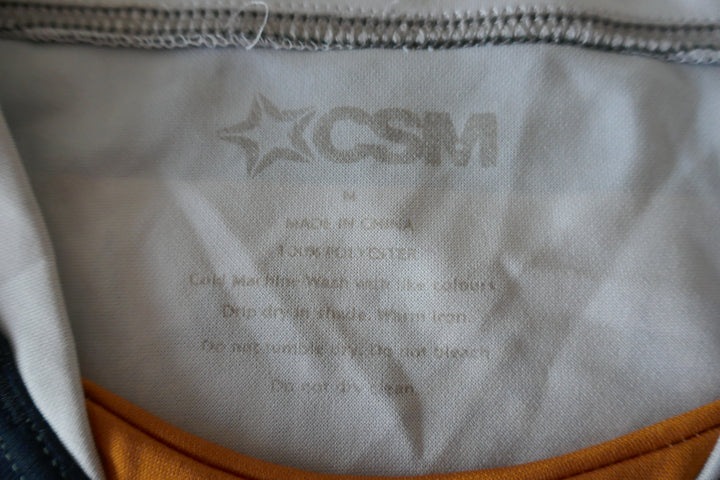 CSM
M
MADE IN CHINA
100% POLYESTER
Cold Machine Wash with like colours
Drip dry in shade. Warm iron.
Do not tumble dry. Do not bleach
Do not dry clean.